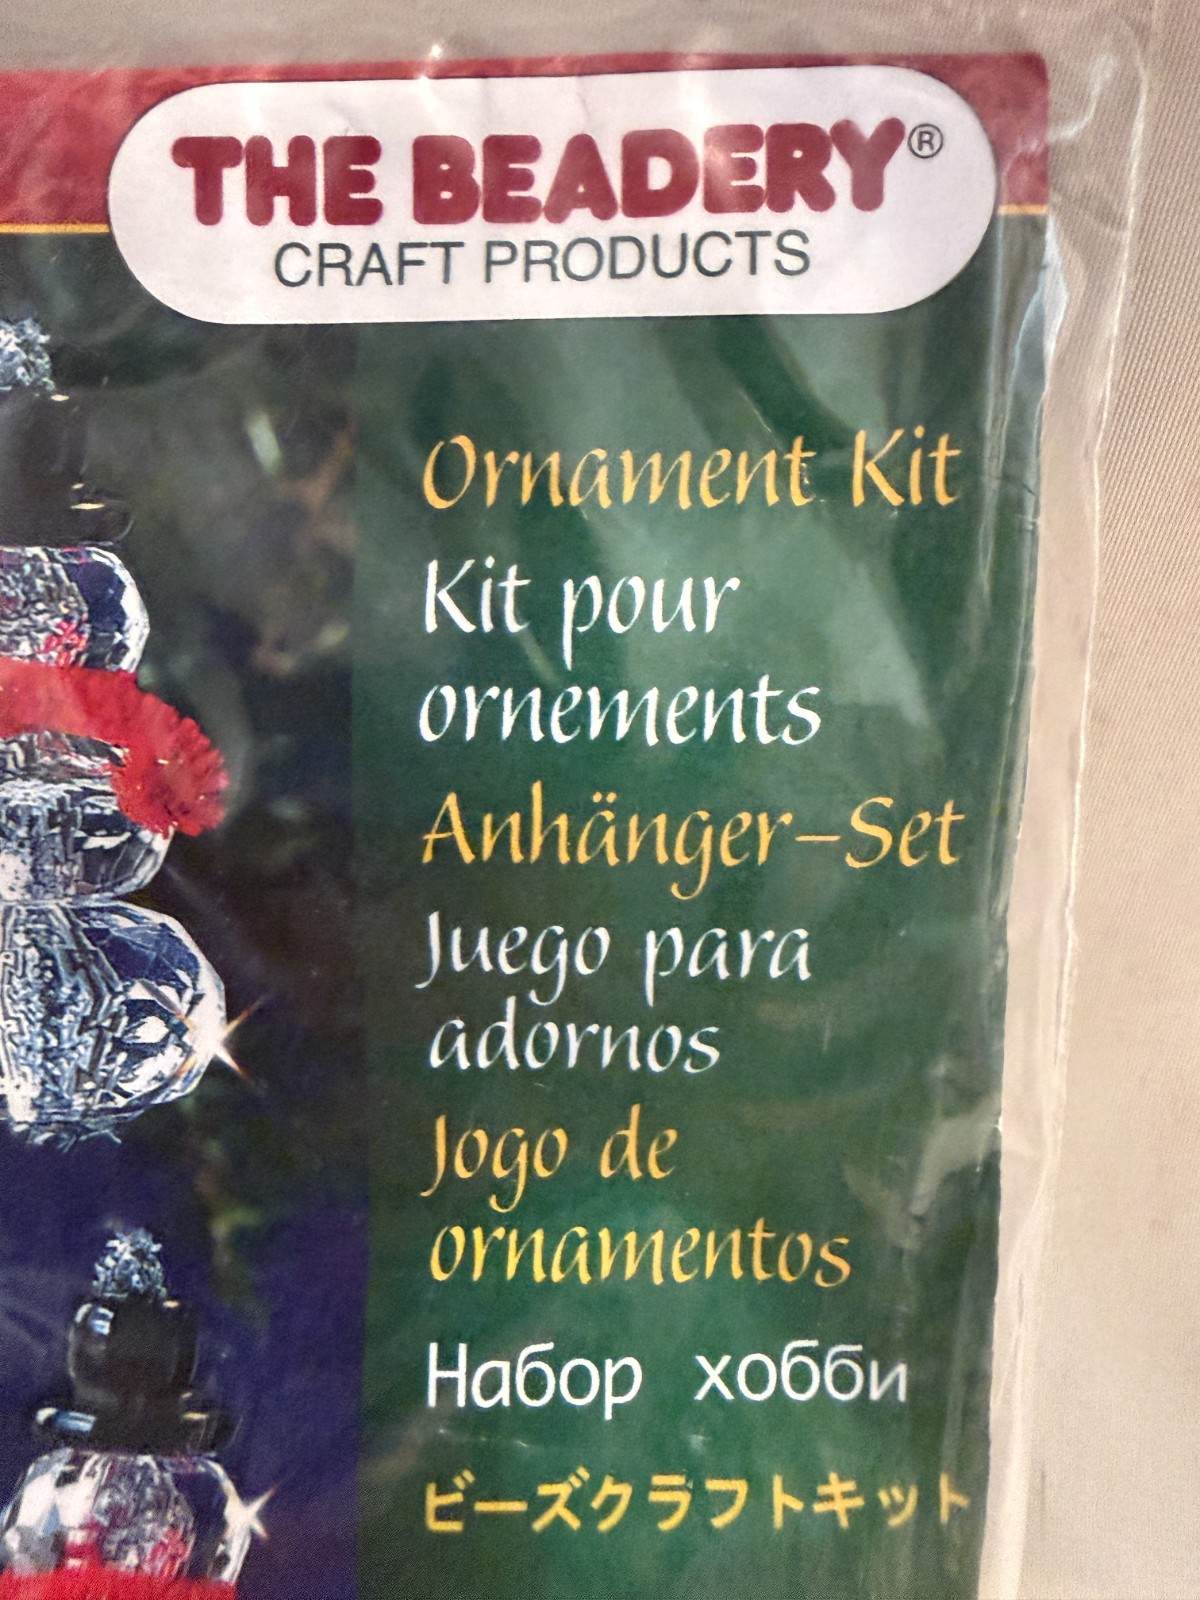 THE BEADERY®
CRAFT PRODUCTS
Ornament Kit
Kit pour
ornements
Anhänger-Set
Juego para
adornos
Jogo de
ornamentos
Набор хобби
ビーズクラフトキット